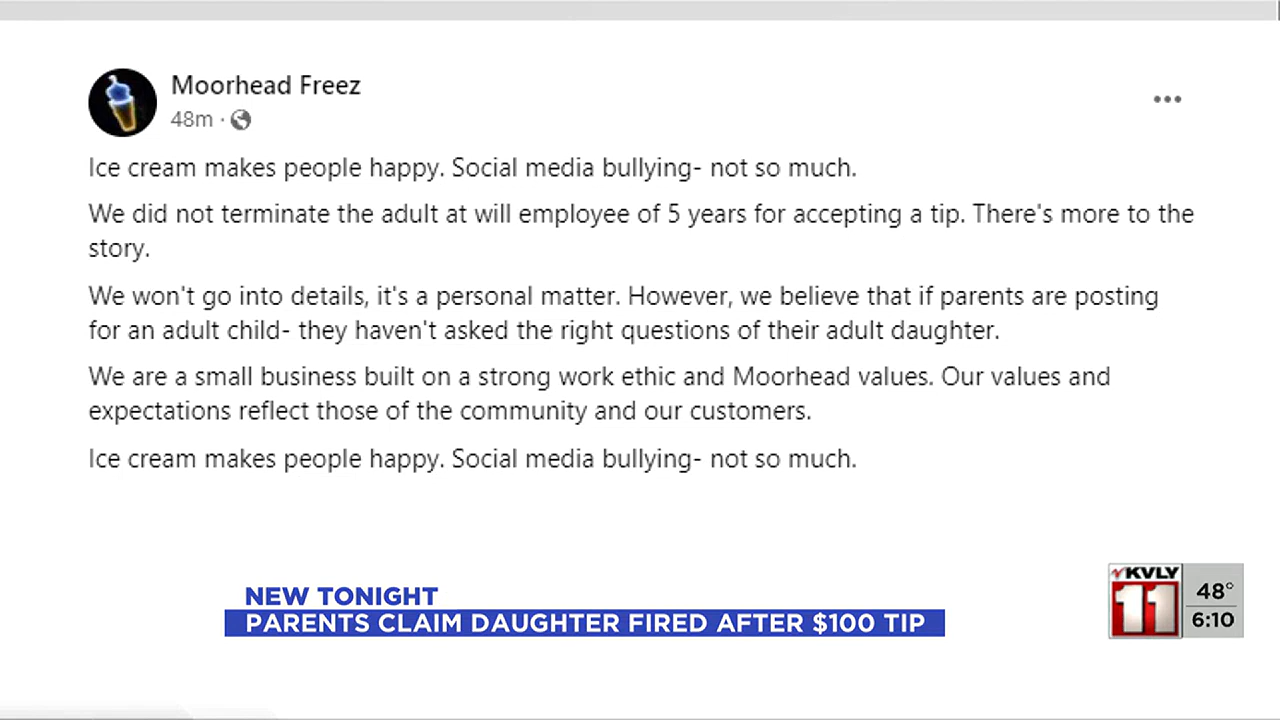 Moorhead Freez
48m ·
Ice cream makes people happy. Social media bullying- not so much.
We did not terminate the adult at will employee of 5 years for accepting a tip. There's more to the
story.
We won't go into details, it's a personal matter. However, we believe that if parents are posting
for an adult child- they haven't asked the right questions of their adult daughter.
We are a small business built on a strong work ethic and Moorhead values. Our values and
expectations reflect those of the community and our customers.
Ice cream makes people happy. Social media bullying- not so much.
NEW TONIGHT
PARENTS CLAIM DAUGHTER FIRED AFTER $100 TIP
KVLY
11
48°
6:10